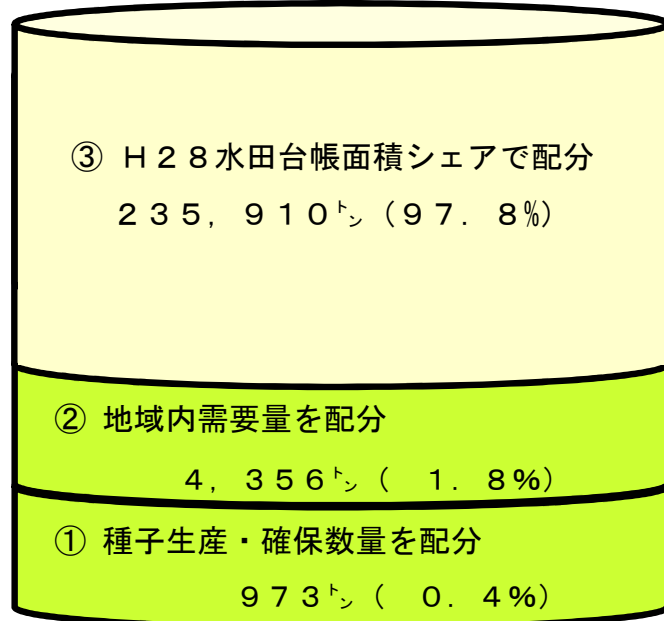 ③ Ｈ２８水田台帳面積シェアで配分
２３５，９１０㌧（９７．８％）
② 地域内需要量を配分
４，３５６㌧（　１．８％）
① 種子生産・確保数量を配分
９７３㌧（　０．４％）